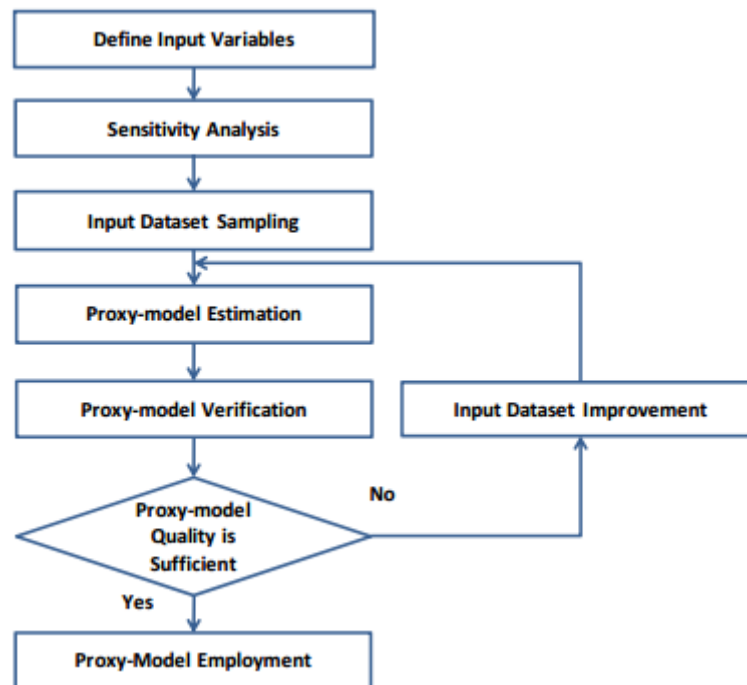 Define Input Variables
Sensitivity Analysis
Input Dataset Sampling
Proxy-model Estimation
Proxy-model Verification
Input Dataset Improvement
Proxy-model
Quality is
Sufficient
No
Yes
Proxy-Model Employment